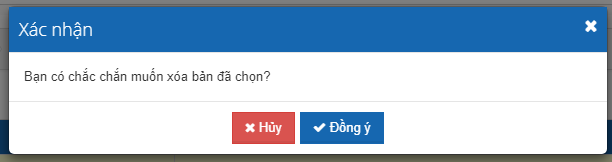 Xác nhận
Bạn có chắc chắn muốn xóa bản đã chọn?
Hủy Đồng ý